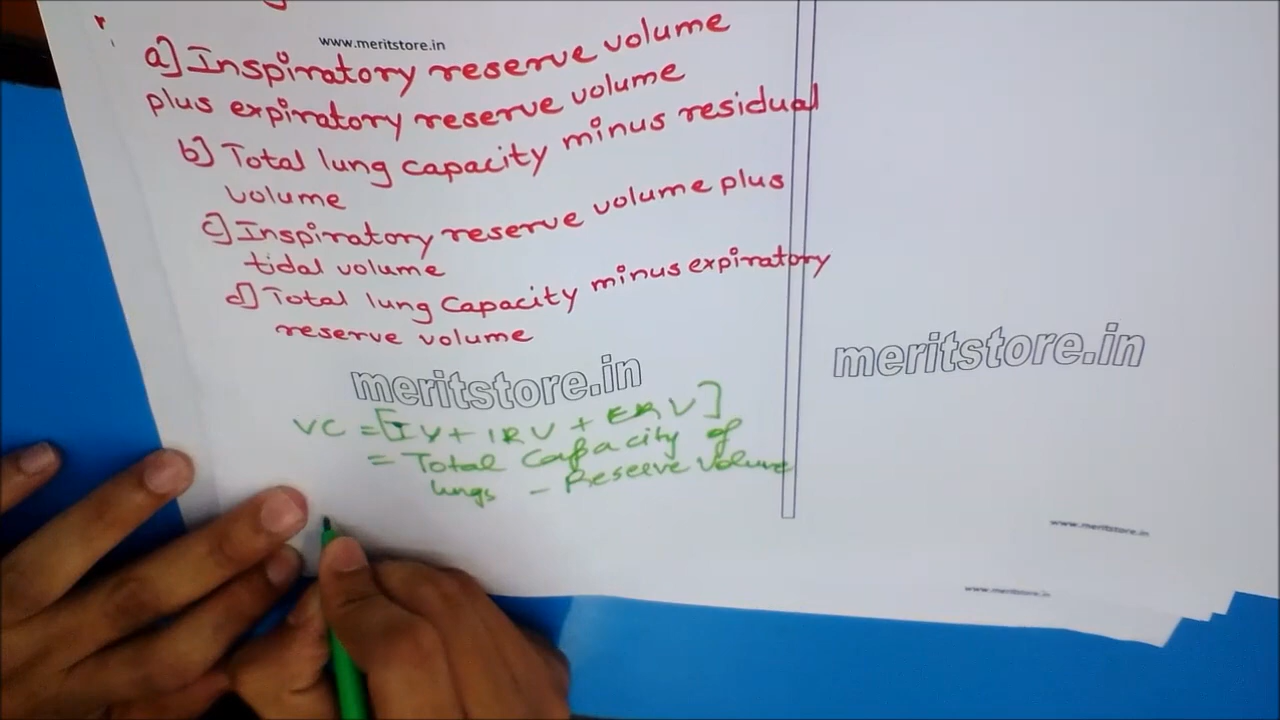 www.meritstore.in
a] Inspiratory reserve volume
plus expiratory reserve volume
b] Total lung capacity minus residual
volume
c] Inspiratory reserve volume plus
tidal volume
d] Total lung Capacity minus expiratory
reserve volume
meritstore.in
meritstore.in
VC = [IV + IRV + ERV]
= Total Capacity of
lungs - Reserve Volume
www.meritstore.in
www.meritstore.in